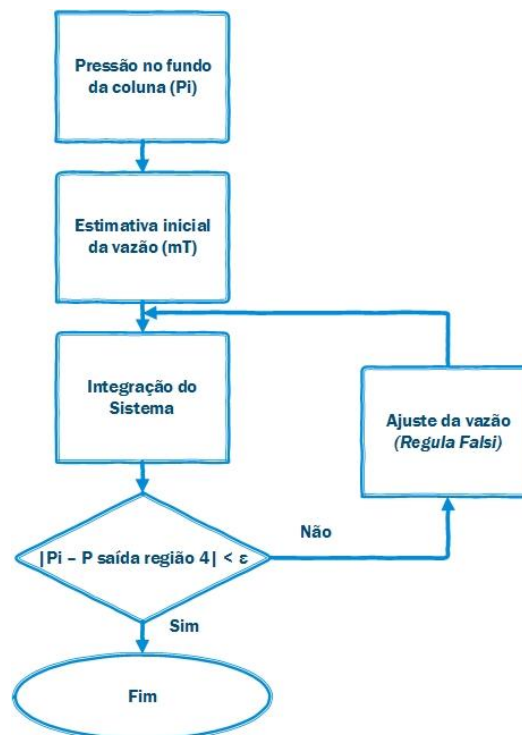 Pressão no fundo
da coluna (Pi)
Estimativa inicial
da vazão (mT)
Integração do
Sistema
Ajuste da vazão
(Regula Falsi)
|Pi – P saída região 4| < ε
Não
Sim
Fim